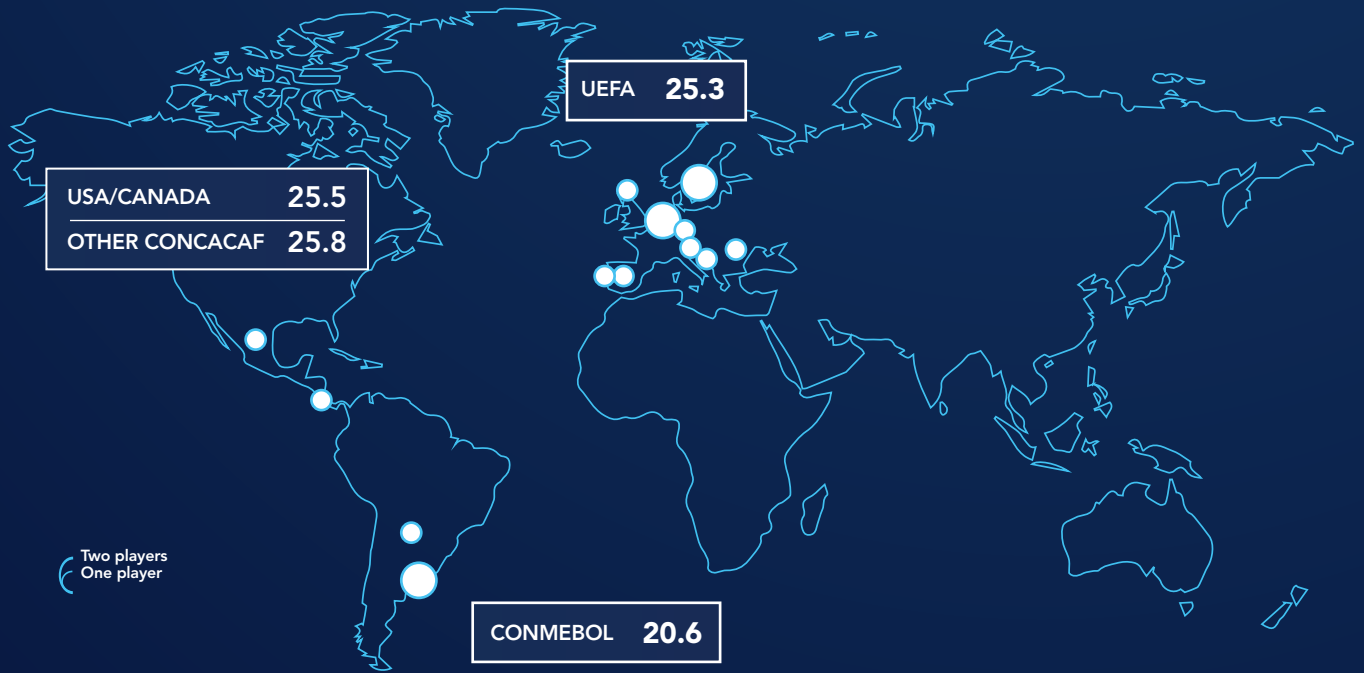 UEFA 25.3
USA/CANADA 25.5
OTHER CONCACAF 25.8
Two players
One player
CONMEBOL 20.6